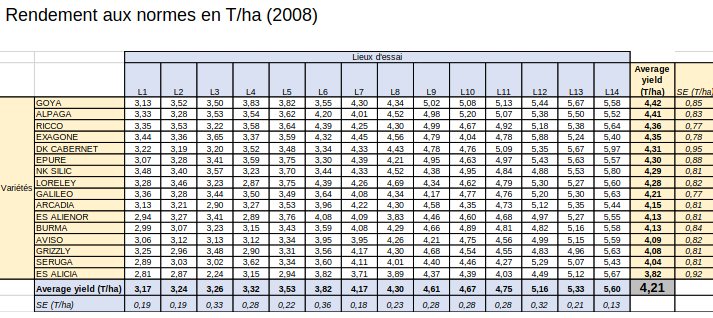 Rendement aux normes en T/ha (2008)
Lieux d'essai
L1 L2 L3 L4 L5 L6 L7 L8 L9 L10 L11 L12 L13 L14 Average yield (T/ha) SE (T/ha)
Variétés
GOYA 3,13 3,52 3,50 3,83 3,82 3,55 4,30 4,34 5,02 5,08 5,13 5,44 5,67 5,58 4,42 0,85
ALPAGA 3,33 3,28 3,53 3,54 3,62 4,20 4,01 4,52 4,98 5,20 5,07 5,38 5,50 5,52 4,41 0,83
RICCO 3,35 3,53 3,22 3,58 3,64 4,39 4,25 4,30 4,99 4,67 4,92 5,18 5,38 5,64 4,36 0,77
EXAGONE 3,44 3,36 3,65 3,37 3,59 4,32 4,45 4,56 4,79 5,04 4,78 5,88 5,24 5,40 4,35 0,78
DK CABERNET 3,22 3,19 3,20 3,52 3,48 3,34 4,33 4,43 4,78 4,76 5,09 5,35 5,67 5,97 4,31 0,95
EPURE 3,07 3,28 3,41 3,59 3,75 3,30 4,39 4,21 4,95 4,63 4,97 5,43 5,63 5,57 4,30 0,88
NK SILIC 3,48 3,40 3,57 3,23 3,70 3,44 4,33 4,52 4,38 4,95 4,84 4,88 5,53 5,80 4,29 0,81
LORELEY 3,28 3,46 3,23 2,87 3,75 4,39 4,26 4,69 4,34 4,62 4,79 5,30 5,27 5,60 4,28 0,82
GALILEO 3,36 3,28 3,44 3,50 3,49 3,64 4,08 4,34 4,17 4,77 4,76 5,20 5,30 5,63 4,21 0,77
ARCADIA 3,13 3,21 2,90 3,27 3,53 3,96 4,22 4,30 4,58 4,35 4,73 5,12 5,35 5,44 4,15 0,81
ES ALIENOR 2,94 3,27 3,41 2,89 3,76 4,08 4,09 3,83 4,46 4,60 4,68 4,97 5,27 5,55 4,13 0,81
BURMA 2,99 3,07 3,23 3,15 3,43 3,59 4,08 4,29 4,66 4,89 4,81 4,82 5,16 5,58 4,13 0,84
AVISO 3,06 3,12 3,13 3,12 3,34 3,95 3,95 4,26 4,21 4,75 4,56 4,99 5,15 5,59 4,09 0,82
GRIZZLY 3,25 2,96 3,48 2,90 3,31 3,56 4,17 4,30 4,68 4,54 4,55 4,83 4,96 5,63 4,08 0,81
SERUGA 2,89 3,03 3,02 3,62 3,34 3,60 4,11 4,01 4,40 4,46 4,27 5,29 5,07 5,43 4,04 0,81
ES ALICIA 2,81 2,87 2,24 3,15 2,94 3,82 3,71 3,89 4,37 4,39 4,03 4,49 5,12 5,67 3,82 0,92
Average yield (T/ha) 3,17 3,24 3,26 3,32 3,53 3,82 4,17 4,30 4,61 4,67 4,75 5,16 5,33 5,60 4,21
SE (T/ha) 0,19 0,19 0,33 0,28 0,22 0,36 0,18 0,23 0,28 0,28 0,28 0,32 0,21 0,13